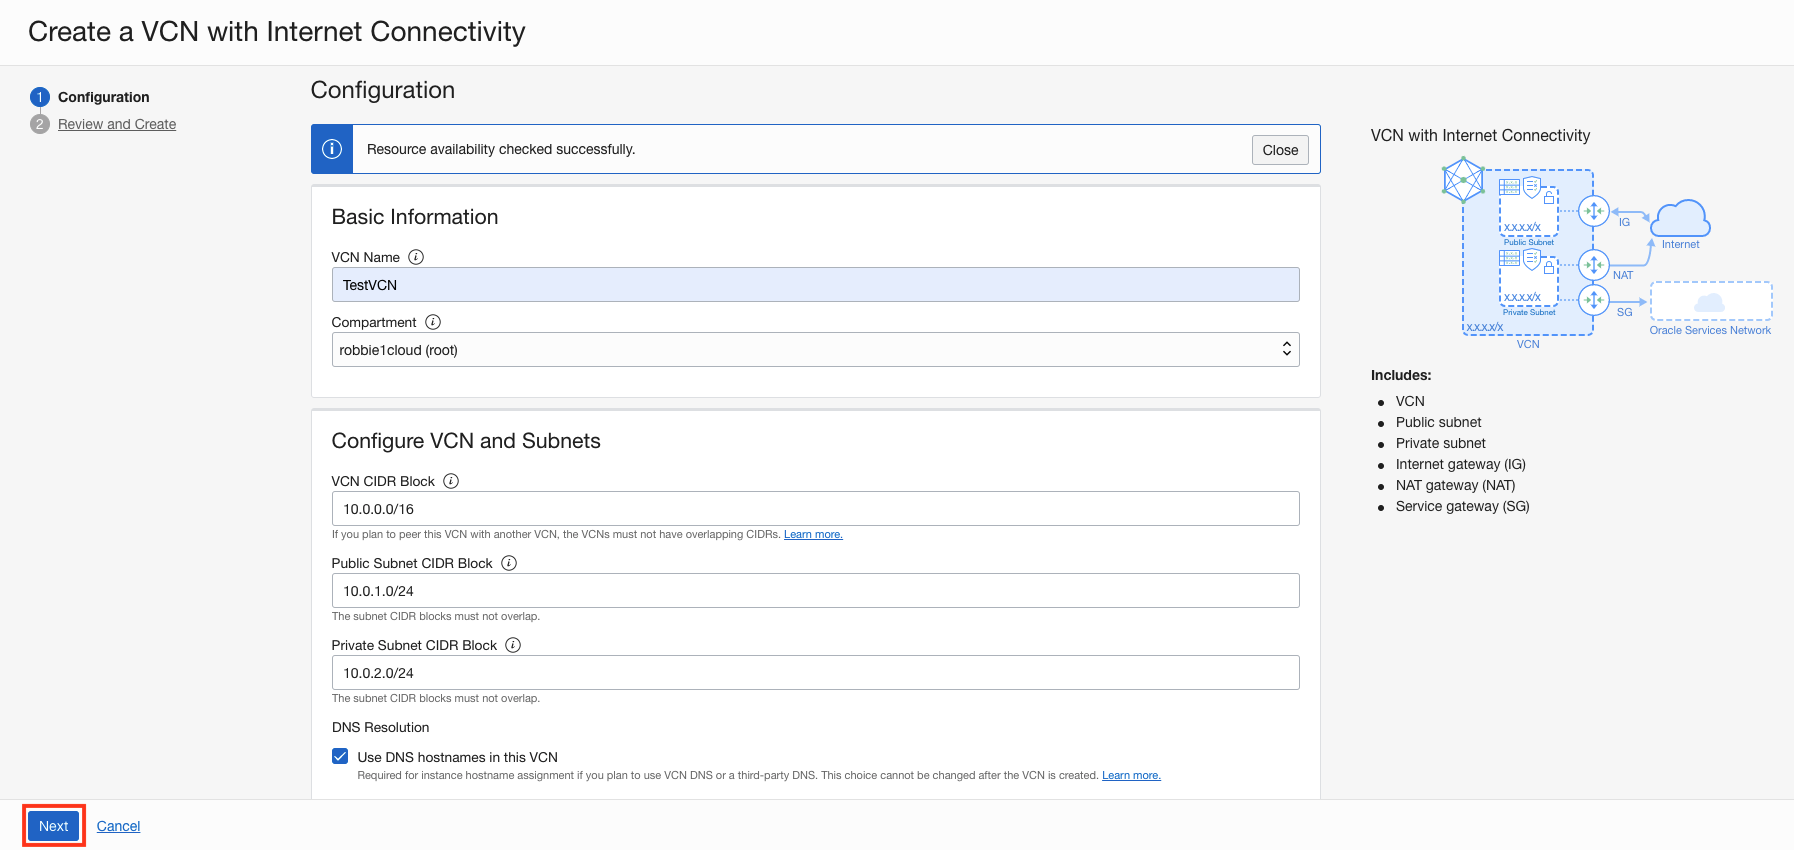 Create a VCN with Internet Connectivity
1 Configuration
2 Review and Create
Configuration
Resource availability checked successfully.
Close
Basic Information
VCN Name
TestVCN
Compartment
robbie1cloud (root)
Configure VCN and Subnets
VCN CIDR Block
10.0.0.0/16
If you plan to peer this VCN with another VCN, the VCNs must not have overlapping CIDRs. Learn more.
Public Subnet CIDR Block
10.0.1.0/24
The subnet CIDR blocks must not overlap.
Private Subnet CIDR Block
10.0.2.0/24
The subnet CIDR blocks must not overlap.
DNS Resolution
Use DNS hostnames in this VCN
Required for instance hostname assignment if you plan to use VCN DNS or a third-party DNS. This choice cannot be changed after the VCN is created. Learn more.
VCN with Internet Connectivity
X.X.X.X/X
Public Subnet
IG
Internet
X.X.X.X/X
Private Subnet
NAT
SG
Oracle Services Network
X.X.X.X/X
VCN
Includes:
VCN
Public subnet
Private subnet
Internet gateway (IG)
NAT gateway (NAT)
Service gateway (SG)
Next
Cancel